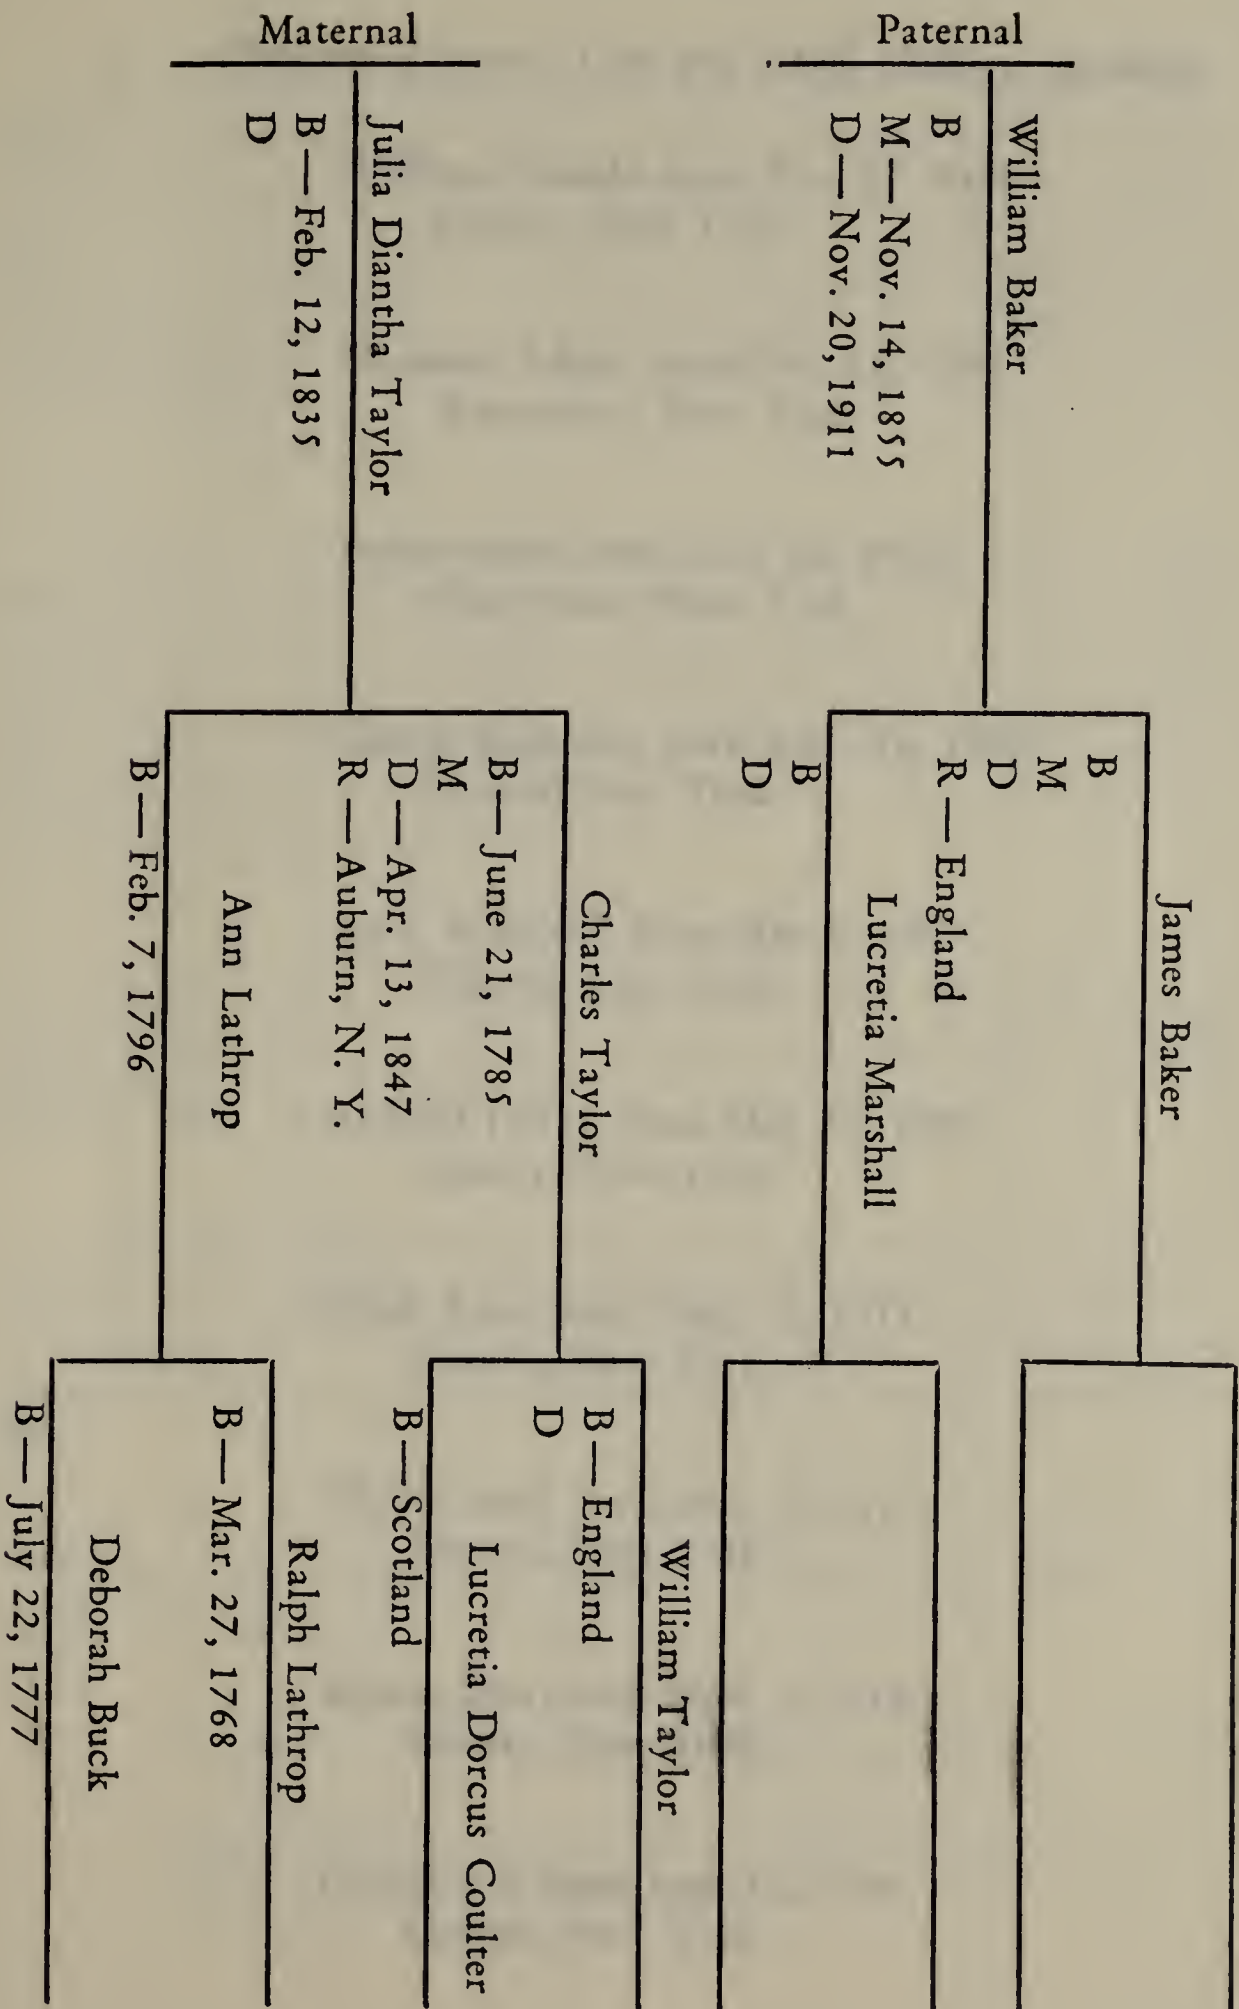 Paternal
William Baker
B
M—Nov. 14, 1855
D—Nov. 20, 1911
James Baker
B
M
D
R—England
Lucretia Marshall
B
D
Maternal
Julia Diantha Taylor
B—Feb. 12, 1835
D
Charles Taylor
B—June 21, 1785
M
D—Apr. 13, 1847
R—Auburn, N. Y.
Ann Lathrop
B—Feb. 7, 1796
William Taylor
B—England
D
Lucretia Dorcus Coulter
B—Scotland
Ralph Lathrop
B—Mar. 27, 1768
Deborah Buck
B—July 22, 1777